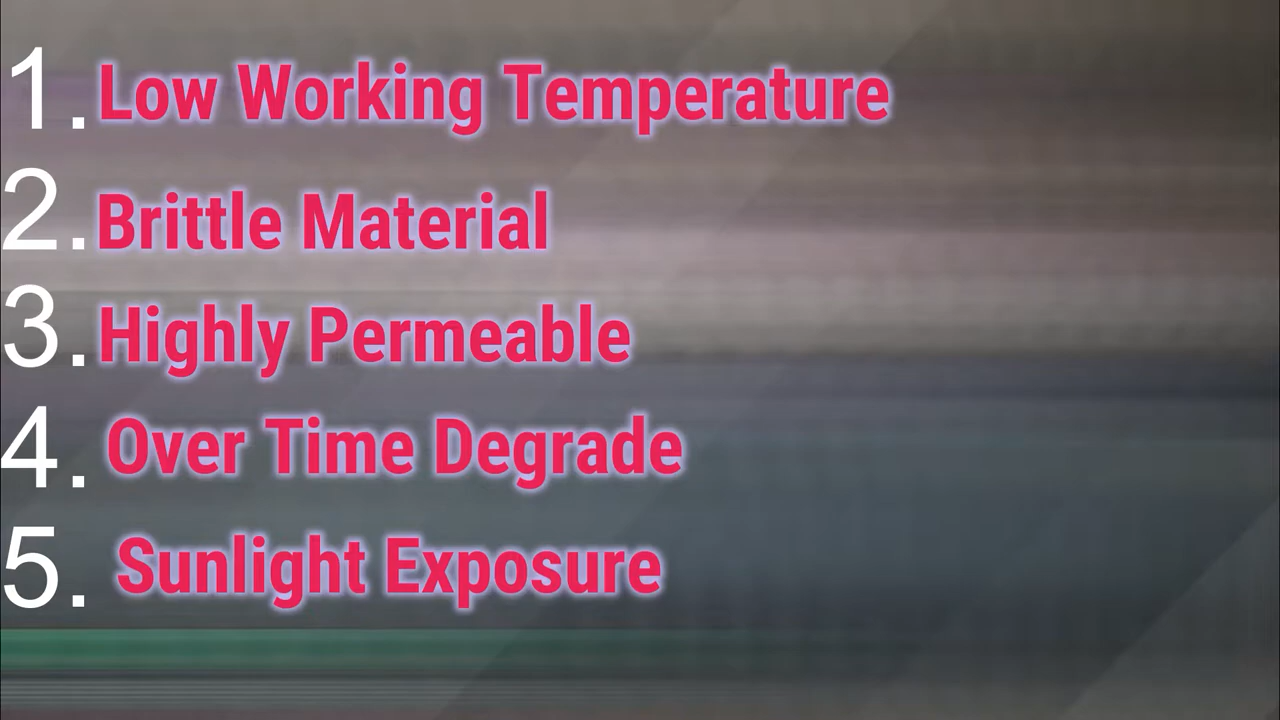 1. Low Working Temperature
2. Brittle Material
3. Highly Permeable
4. Over Time Degrade
5. Sunlight Exposure